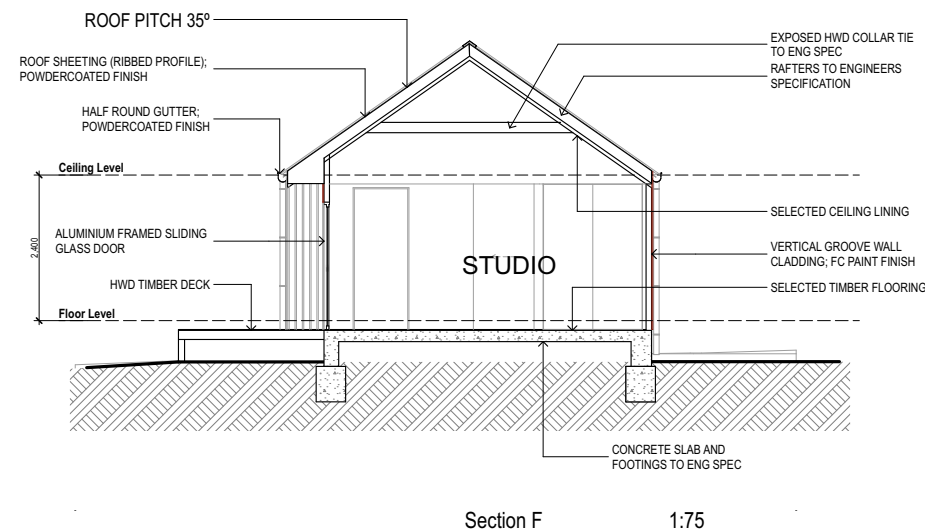 ROOF PITCH 35º
ROOF SHEETING (RIBBED PROFILE);
POWDERCOATED FINISH
HALF ROUND GUTTER;
POWDERCOATED FINISH
Ceiling Level
2,400
ALUMINIUM FRAMED SLIDING
GLASS DOOR
HWD TIMBER DECK
Floor Level
STUDIO
EXPOSED HWD COLLAR TIE
TO ENG SPEC
RAFTERS TO ENGINEERS
SPECIFICATION
SELECTED CEILING LINING
VERTICAL GROOVE WALL
CLADDING; FC PAINT FINISH
SELECTED TIMBER FLOORING
CONCRETE SLAB AND
FOOTINGS TO ENG SPEC
Section F 1:75